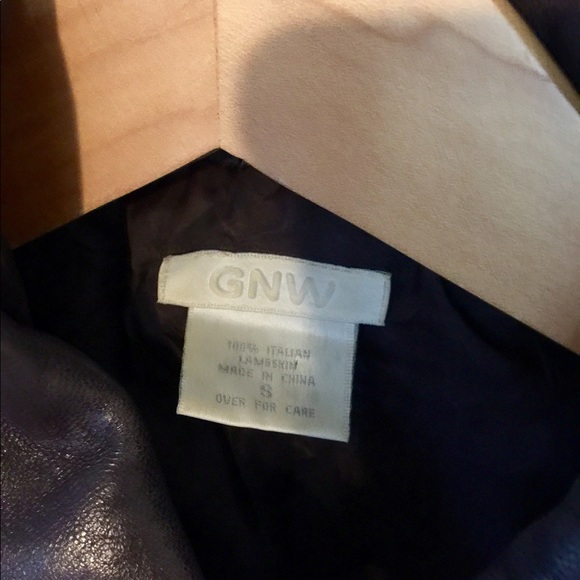 GNW
100% ITALIAN
LAMBSKIN
MADE IN CHINA
S
OVER FOR CARE